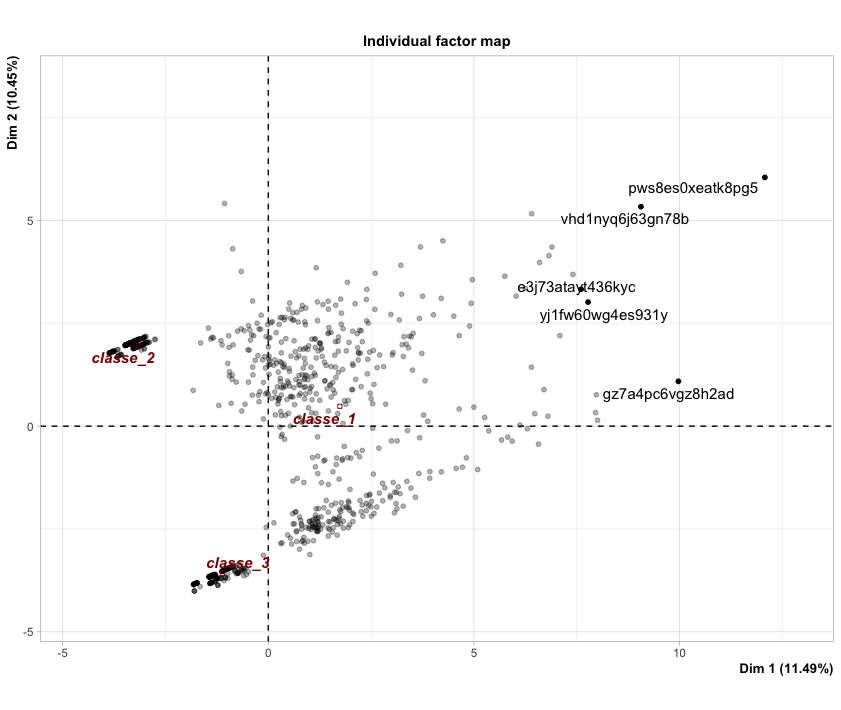 Individual factor map
Dim 2 (10.45%)
pws8es0xeatk8pg5
vhd1nyq6j63gn78b
5
e3j73atavt436kyc
yj1fw60wg4es931y
classe_2
gz7a4pc6vgz8h2ad
classe_1
0
classe_3
-5
-5
0
5
10
Dim 1 (11.49%)